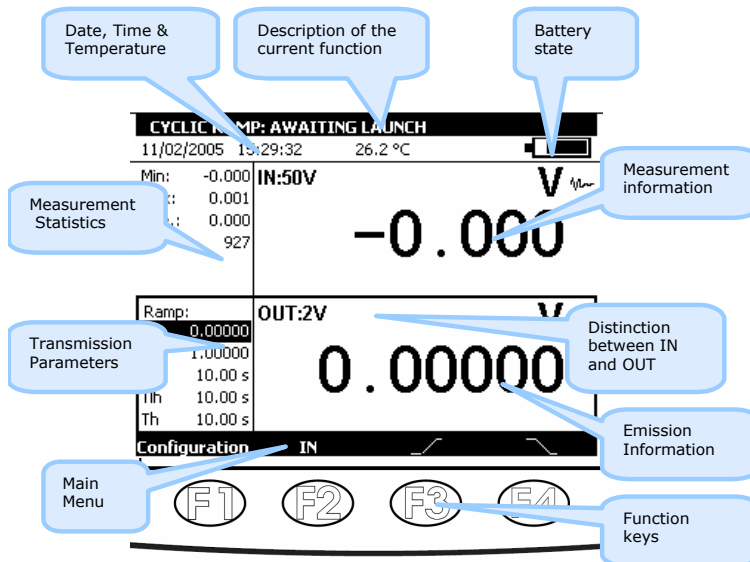 Date, Time &
Temperature
Description of the
current function
Battery
state
CYCLIC RAMP: AWAITING LAUNCH
11/02/2005 :29:32 26.2 °C
Min: -0.000
0.001
0.000
927
IN:50V V
-0.000
Measurement
information
Measurement
Statistics
Ramp:
0.00000
1.00000
10.00 s
10.00 s
Th 10.00 s
OUT:2V V
0.00000
Distinction
between IN
and OUT
Transmission
Parameters
Emission
Information
Configuration IN
Main
Menu
F1 F2 F3 F4
Function
keys